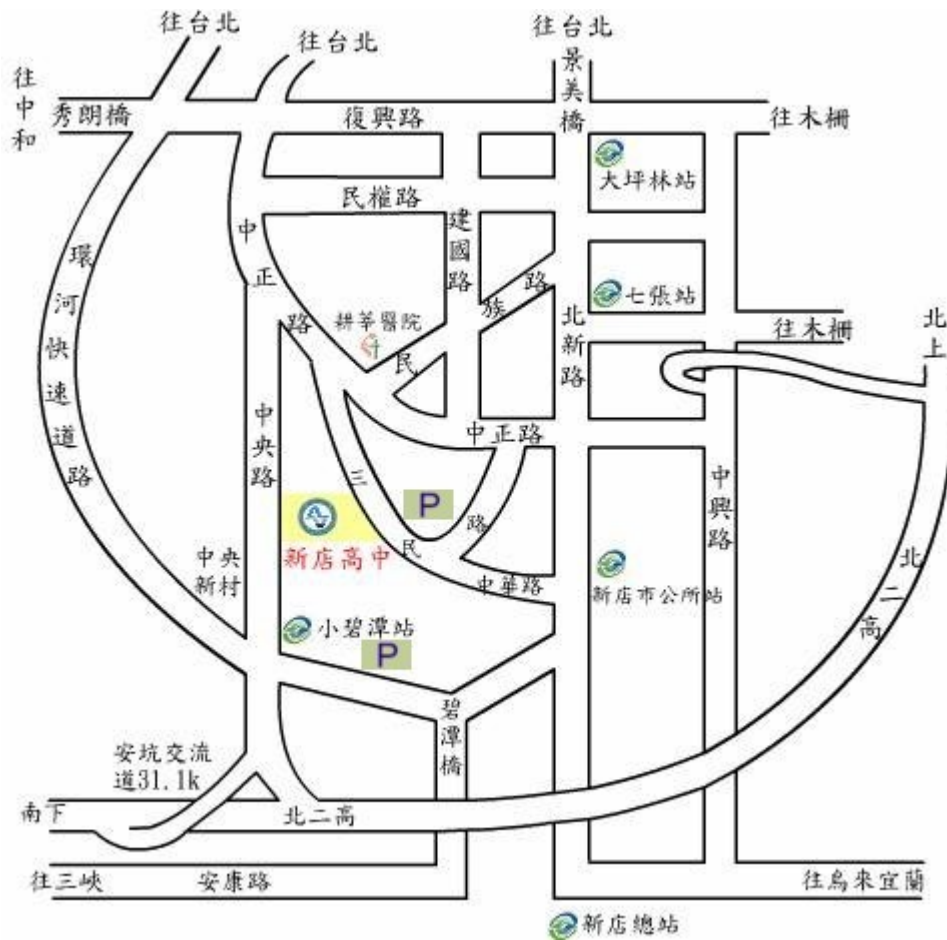 往台北
往台北
往台北
往中和
秀朗橋
復興路
景美橋
往木柵
大坪林站
民權路
中正路
建國路
環河快速道路
七張站
民族路
耕莘醫院
北新路
往木柵
北上
中央路
中正路
三民路
P
中興路
新店高中
中央
新村
中華路
新店市公所站
北二高
小碧潭站
P
碧潭橋
安坑交流
道31.1k
南下
北二高
往三峽
安康路
往烏來宜蘭
新店總站